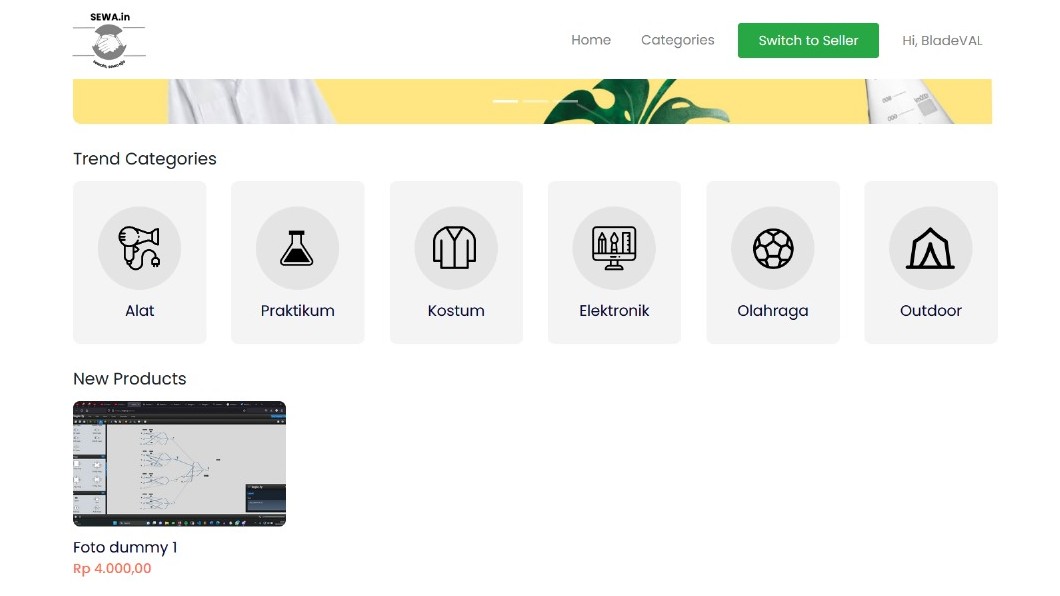 SEWA.in
Home
Categories
Switch to Seller
Hi, BladeVAL
Trend Categories
Alat
Praktikum
Kostum
Elektronik
Olahraga
Outdoor
New Products
Foto dummy 1
Rp 4.000,00